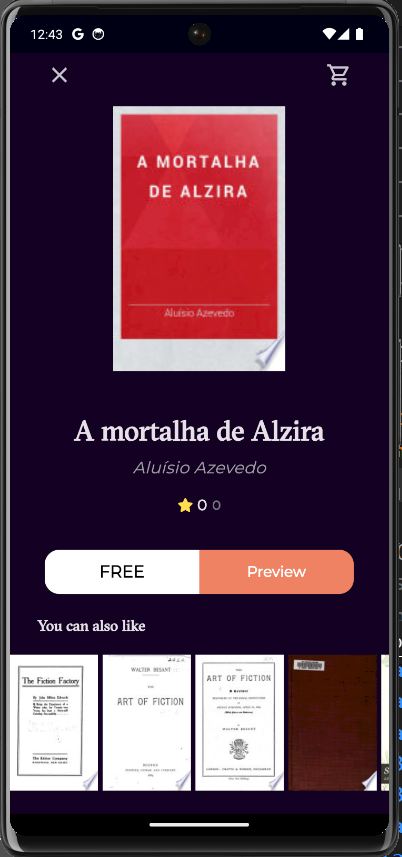 12:43 G
A MORTALHA
DE ALZIRA
Aluísio Azevedo
A mortalha de Alzira
Aluísio Azevedo
0 0
FREE Preview
You can also like
The Fiction Factory
WALTER BESANT
ART OF FICTION
ART OF FICTION
WALTER BESANT